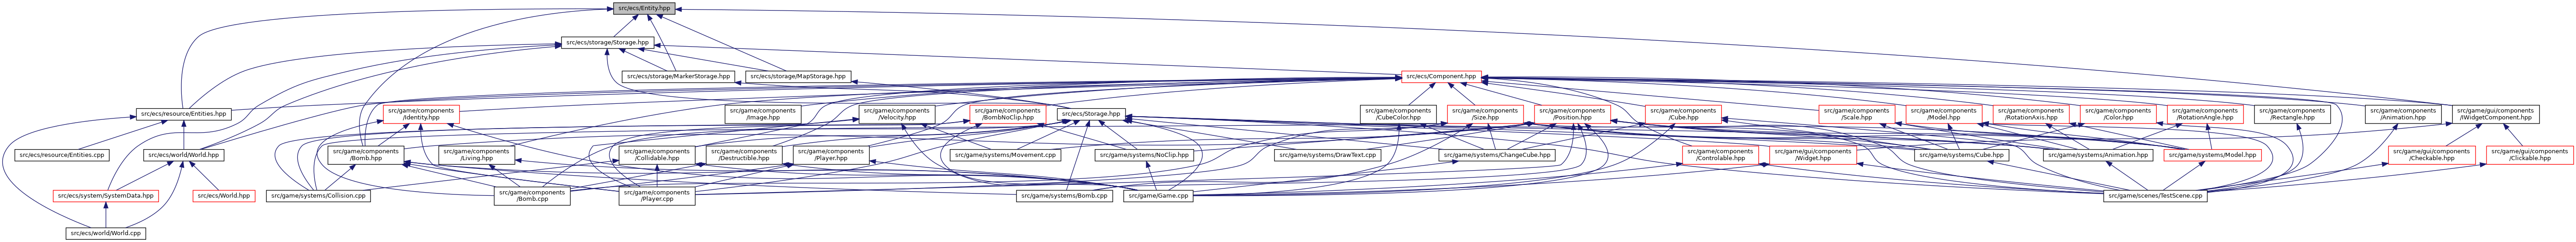 src/ecs/Entity.hpp
src/ecs/storage/Storage.hpp
src/ecs/storage/MarkerStorage.hpp
src/ecs/storage/MapStorage.hpp
src/ecs/Component.hpp
src/ecs/resource/Entities.hpp
src/game/components
/Identity.hpp
src/game/components
/Image.hpp
src/game/components
/Velocity.hpp
src/game/components
/BombNoClip.hpp
src/ecs/Storage.hpp
src/game/components
/CubeColor.hpp
src/game/components
/Size.hpp
src/game/components
/Position.hpp
src/game/components
/Cube.hpp
src/game/components
/Scale.hpp
src/game/components
/Model.hpp
src/game/components
/RotationAxis.hpp
src/game/components
/Color.hpp
src/game/components
/RotationAngle.hpp
src/game/components
/Rectangle.hpp
src/game/components
/Animation.hpp
src/game/gui/components
/IWidgetComponent.hpp
src/ecs/resource/Entities.cpp
src/ecs/world/World.hpp
src/game/components
/Bomb.hpp
src/game/components
/Living.hpp
src/game/components
/Collidable.hpp
src/game/components
/Destructible.hpp
src/game/components
/Player.hpp
src/game/systems/Movement.cpp
src/game/systems/NoClip.hpp
src/game/systems/DrawText.cpp
src/game/systems/ChangeCube.hpp
src/game/components
/Controlable.hpp
src/game/gui/components
/Widget.hpp
src/game/systems/Cube.hpp
src/game/systems/Animation.hpp
src/game/systems/Model.hpp
src/game/gui/components
/Checkable.hpp
src/game/gui/components
/Clickable.hpp
src/ecs/system/SystemData.hpp
src/ecs/World.hpp
src/game/systems/Collision.cpp
src/game/components
/Bomb.cpp
src/game/components
/Player.cpp
src/game/systems/Bomb.cpp
src/game/Game.cpp
src/game/scenes/TestScene.cpp
src/ecs/world/World.cpp